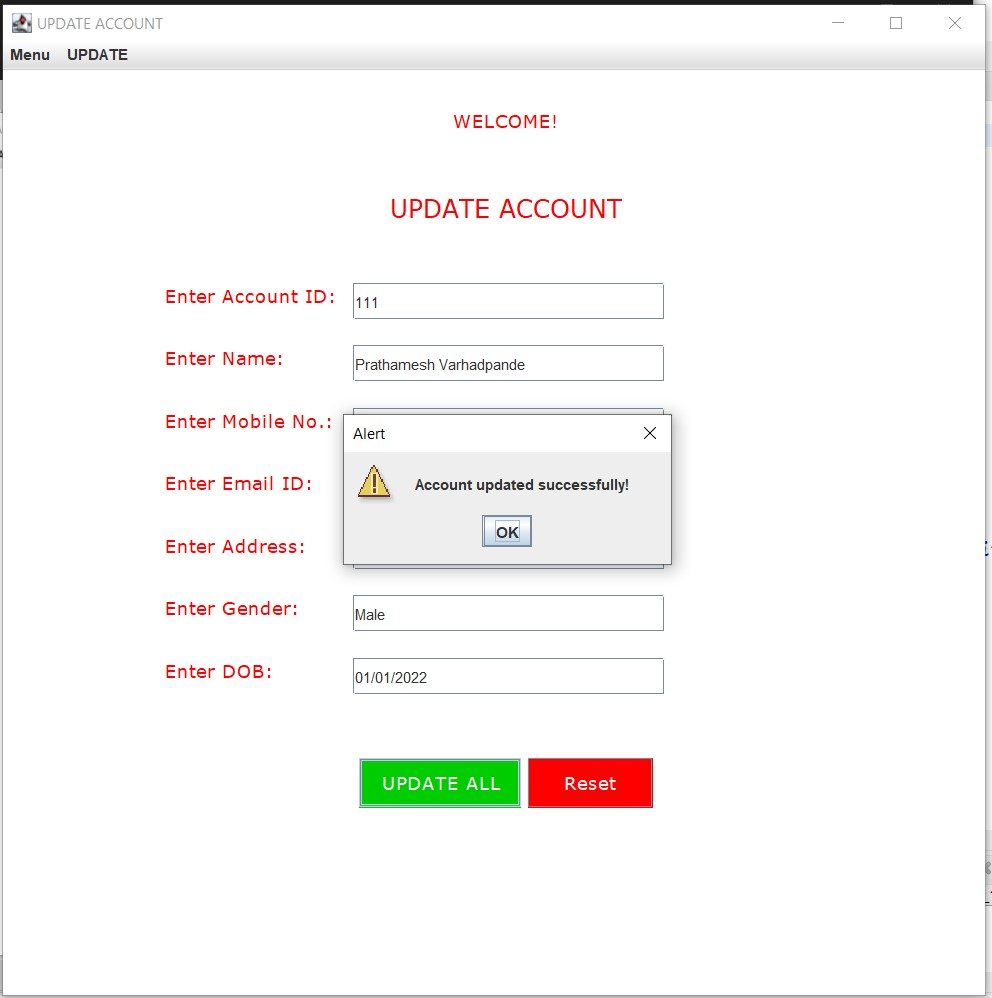 UPDATE ACCOUNT
Menu UPDATE
WELCOME!
UPDATE ACCOUNT
Enter Account ID: 111
Enter Name: Prathamesh Varhadpande
Enter Mobile No.:
Alert
Enter Email ID:
Account updated successfully!
OK
Enter Address:
Enter Gender: Male
Enter DOB: 01/01/2022
UPDATE ALL Reset